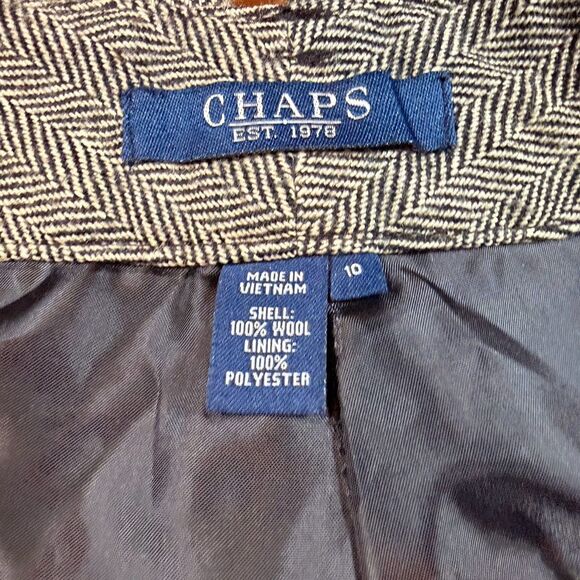 CHAPS
EST. 1978
10
MADE IN
VIETNAM
SHELL:
100% WOOL
LINING:
100%
POLYESTER